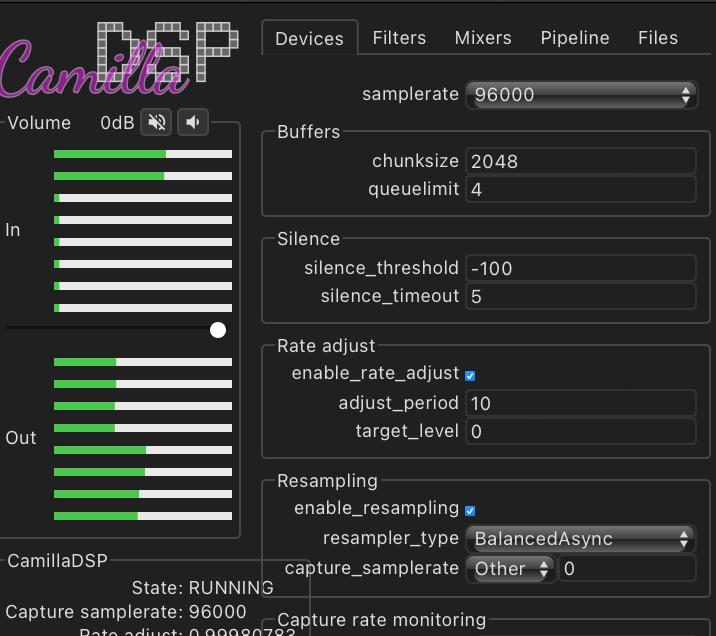 CamillaDSP
Devices
Filters
Mixers
Pipeline
Files
Volume
0dB
In
Out
samplerate
96000
Buffers
chunksize
2048
queuelimit
4
Silence
silence_threshold
-100
silence_timeout
5
Rate adjust
enable_rate_adjust
adjust_period
10
target_level
0
Resampling
enable_resampling
resampler_type
BalancedAsync
capture_samplerate
Other
0
Capture rate monitoring
CamillaDSP
State: RUNNING
Capture samplerate: 96000
Rate adjust: 0.99980783